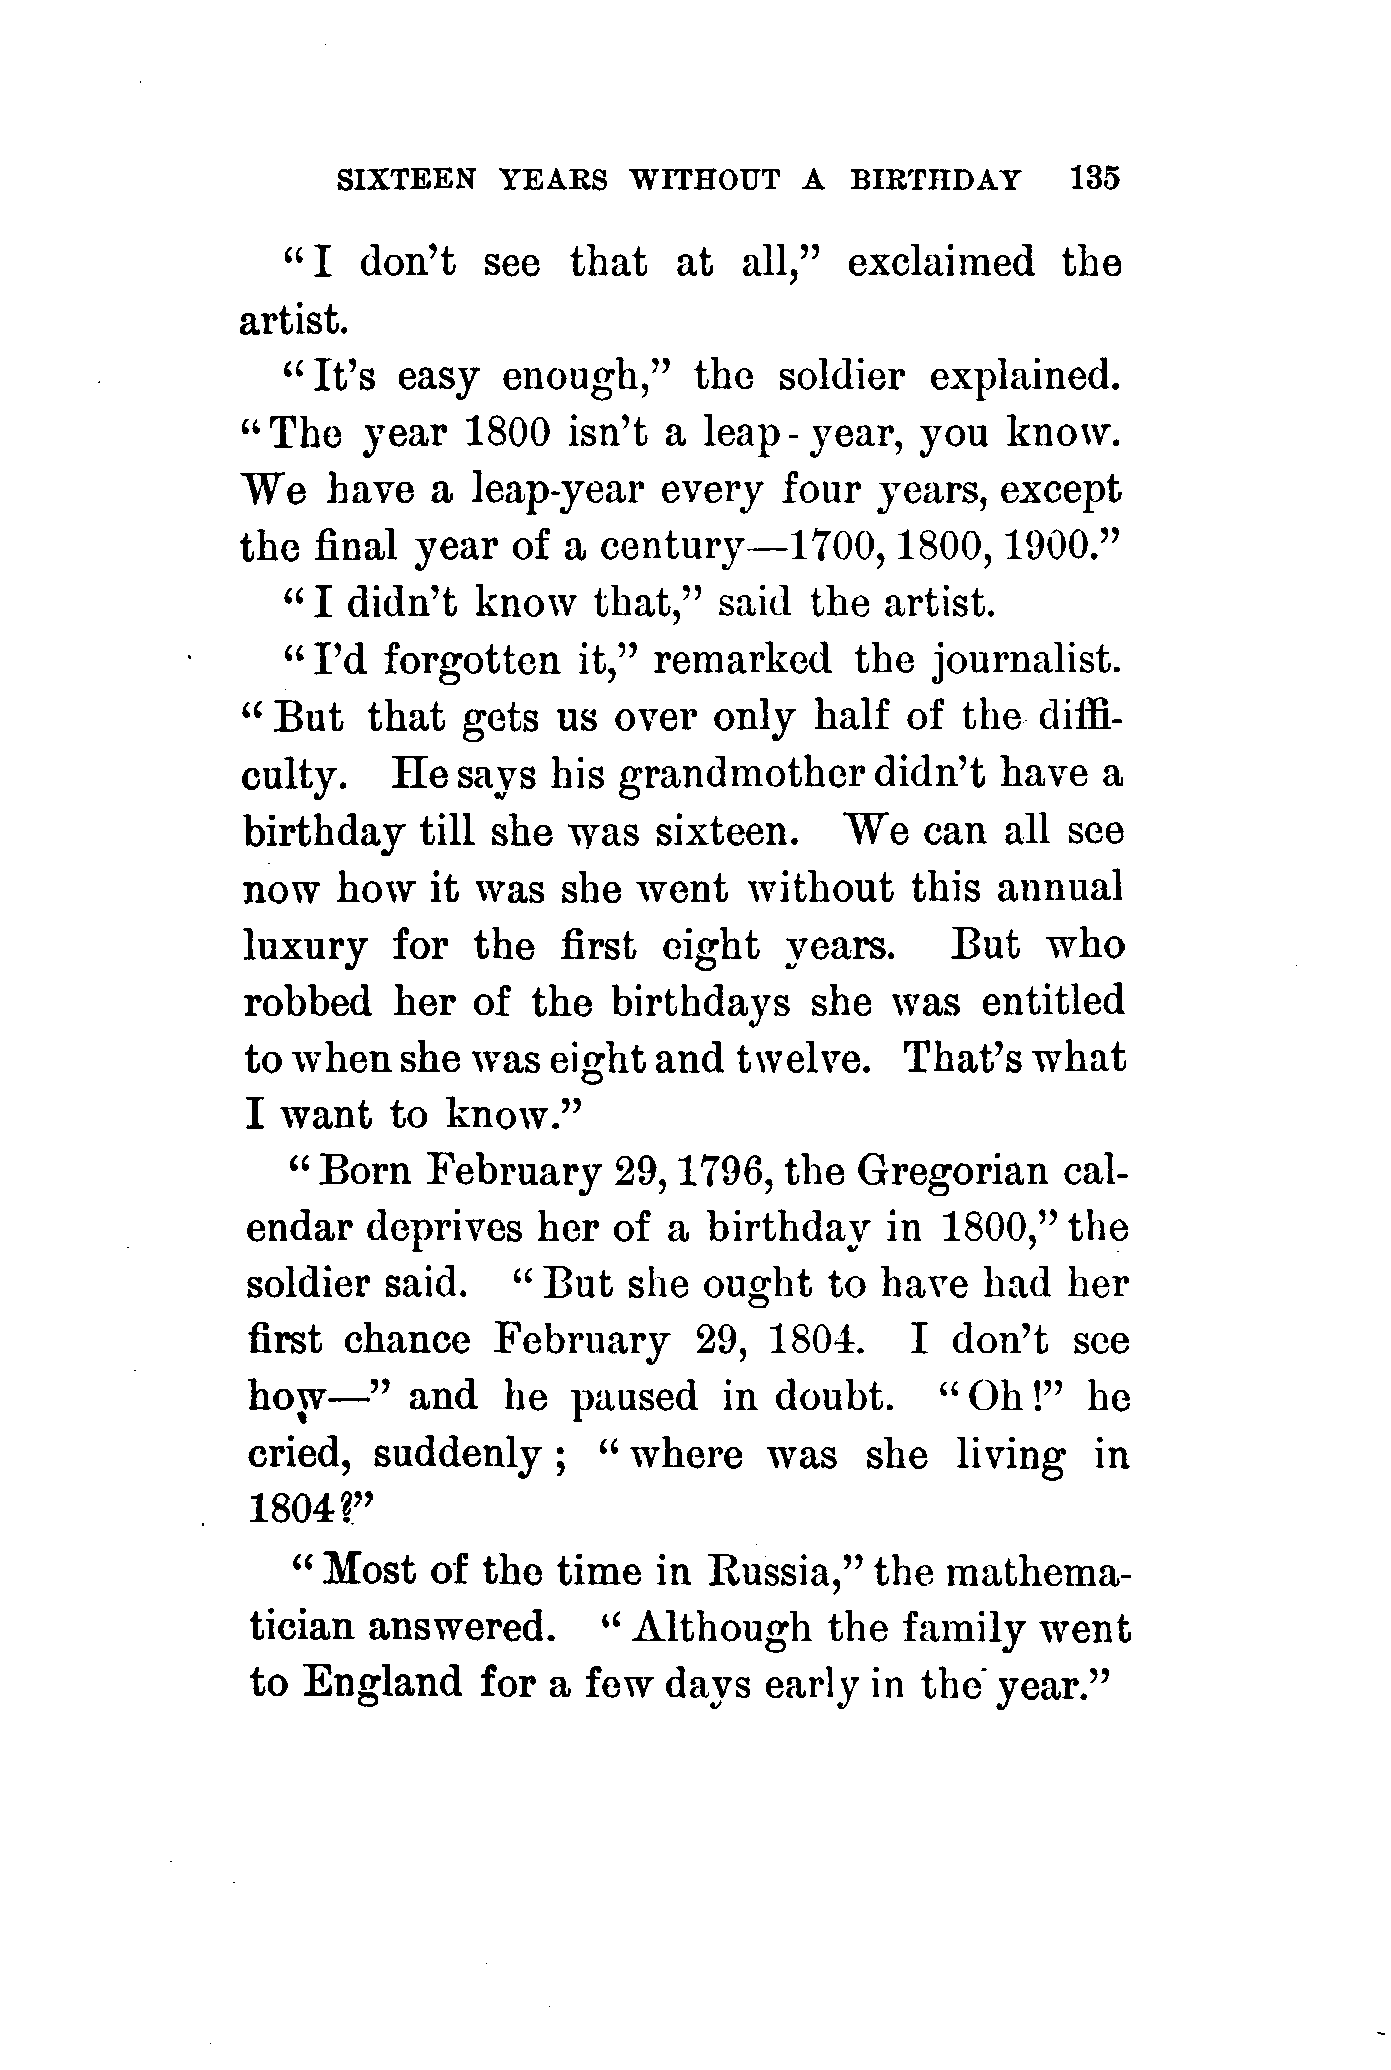 SIXTEEN YEARS WITHOUT A BIRTHDAY 135
"I don't see that at all," exclaimed the
artist.
"It's easy enough," the soldier explained.
"The year 1800 isn't a leap-year, you know.
We have a leap-year every four years, except
the final year of a century—1700, 1800, 1900."
"I didn't know that," said the artist.
"I'd forgotten it," remarked the journalist.
"But that gets us over only half of the diffi-
culty. He says his grandmother didn't have a
birthday till she was sixteen. We can all see
now how it was she went without this annual
luxury for the first eight years. But who
robbed her of the birthdays she was entitled
to when she was eight and twelve. That's what
I want to know."
"Born February 29, 1796, the Gregorian cal-
endar deprives her of a birthday in 1800," the
soldier said. "But she ought to have had her
first chance February 29, 1804. I don't see
how—" and he paused in doubt. "Oh!" he
cried, suddenly; "where was she living in
1804?"
"Most of the time in Russia," the mathema-
tician answered. "Although the family went
to England for a few days early in the year."